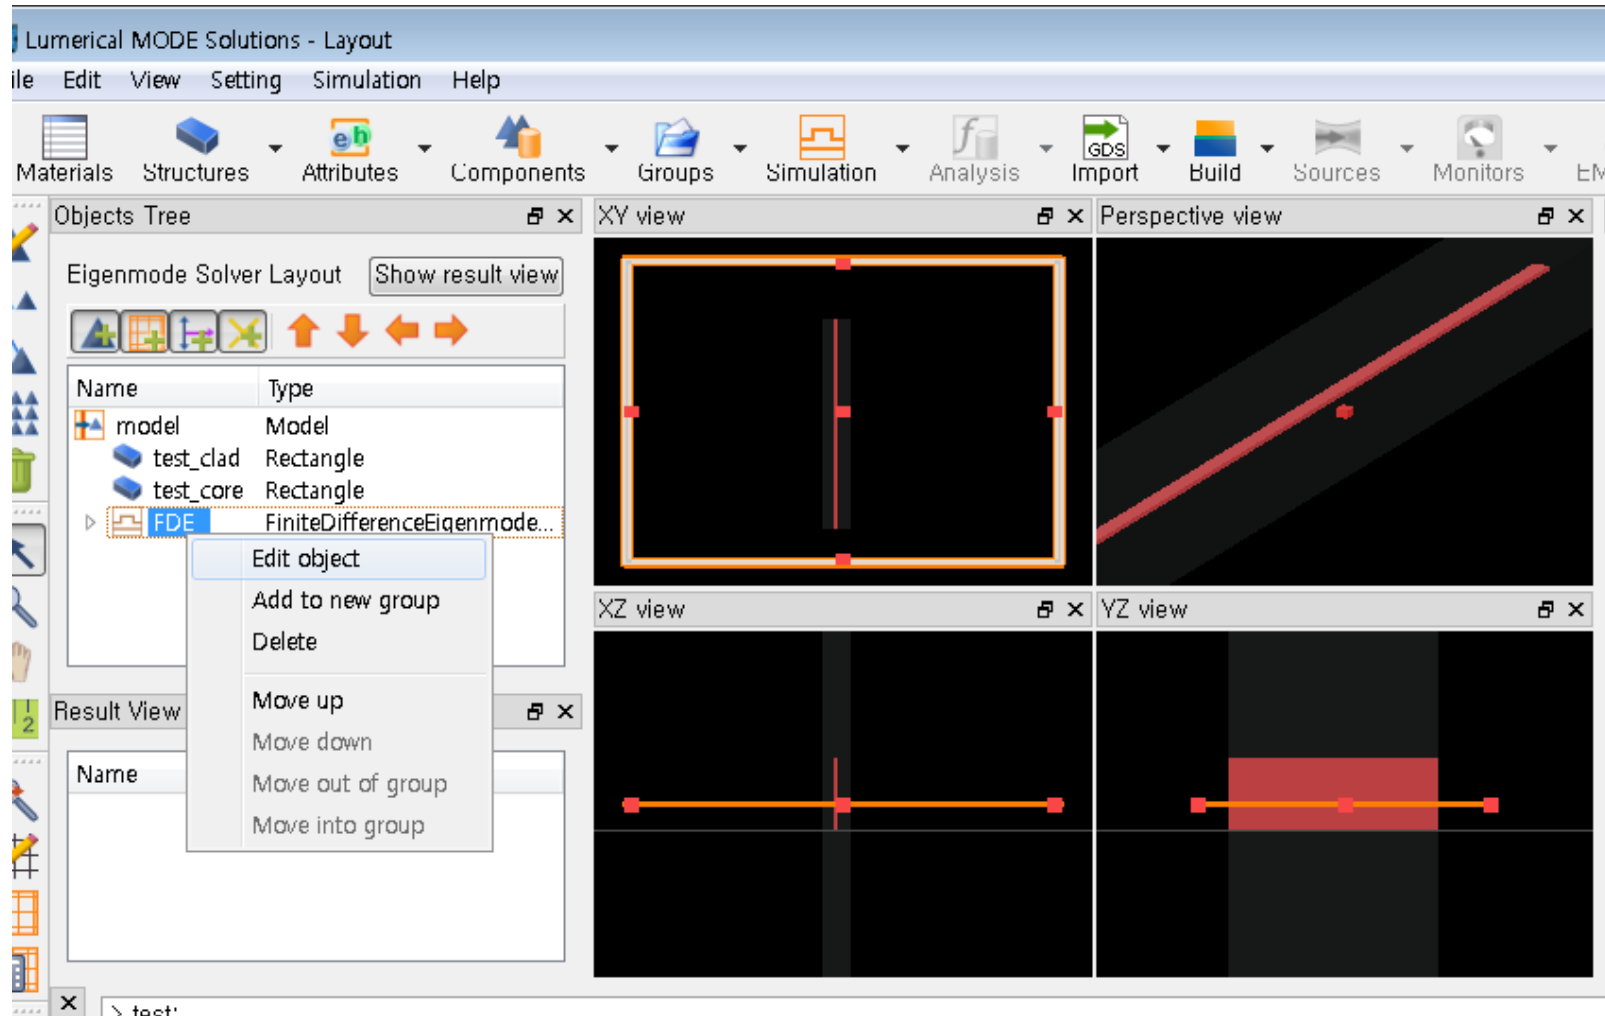 Lumerical MODE Solutions - Layout
ile Edit View Setting Simulation Help
eh GDS
Materials Structures Attributes Components Groups Simulation Analysis Import Build Sources Monitors EM
Objects Tree
XY view
Perspective view
Eigenmode Solver Layout Show result view
Name Type
model Model
test_clad Rectangle
test_core Rectangle
FDE FiniteDifferenceEigenmode...
Edit object
Add to new group
Delete
Move up
Move down
Move out of group
Move into group
XZ view
YZ view
2
Result View
Name
> test;